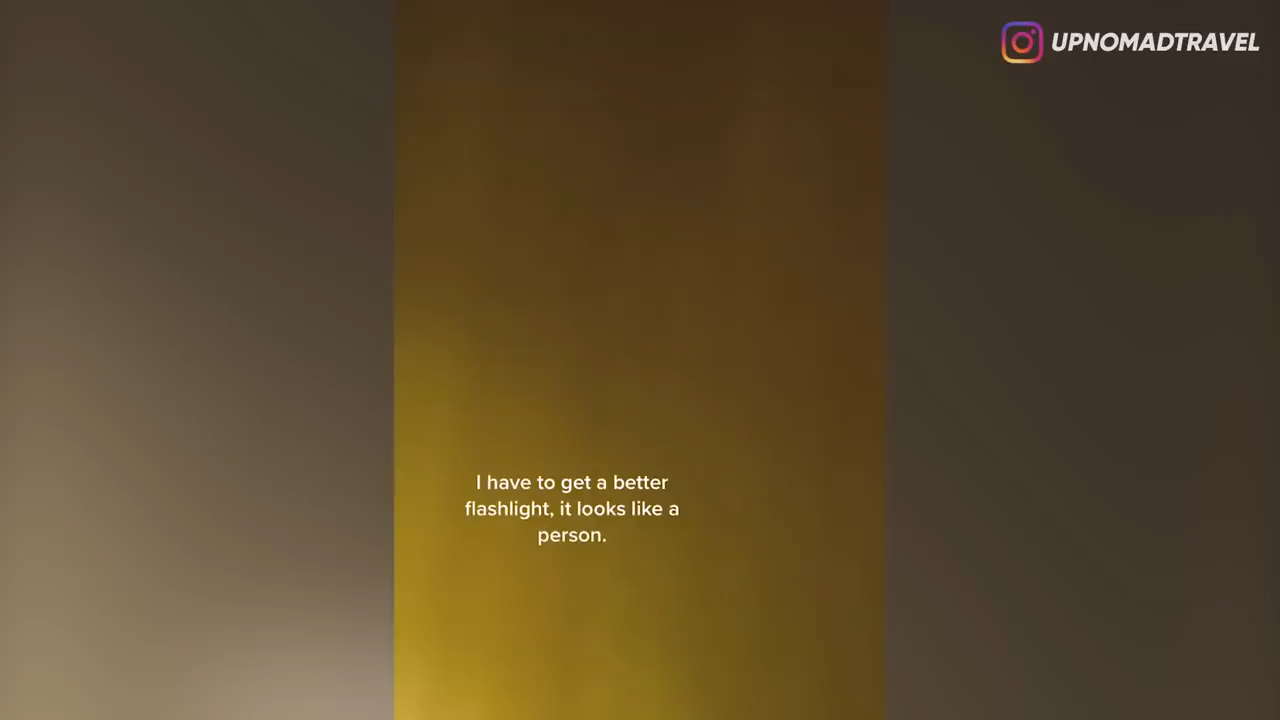 UPNOMADTRAVEL
I have to get a better
flashlight, it looks like a
person.